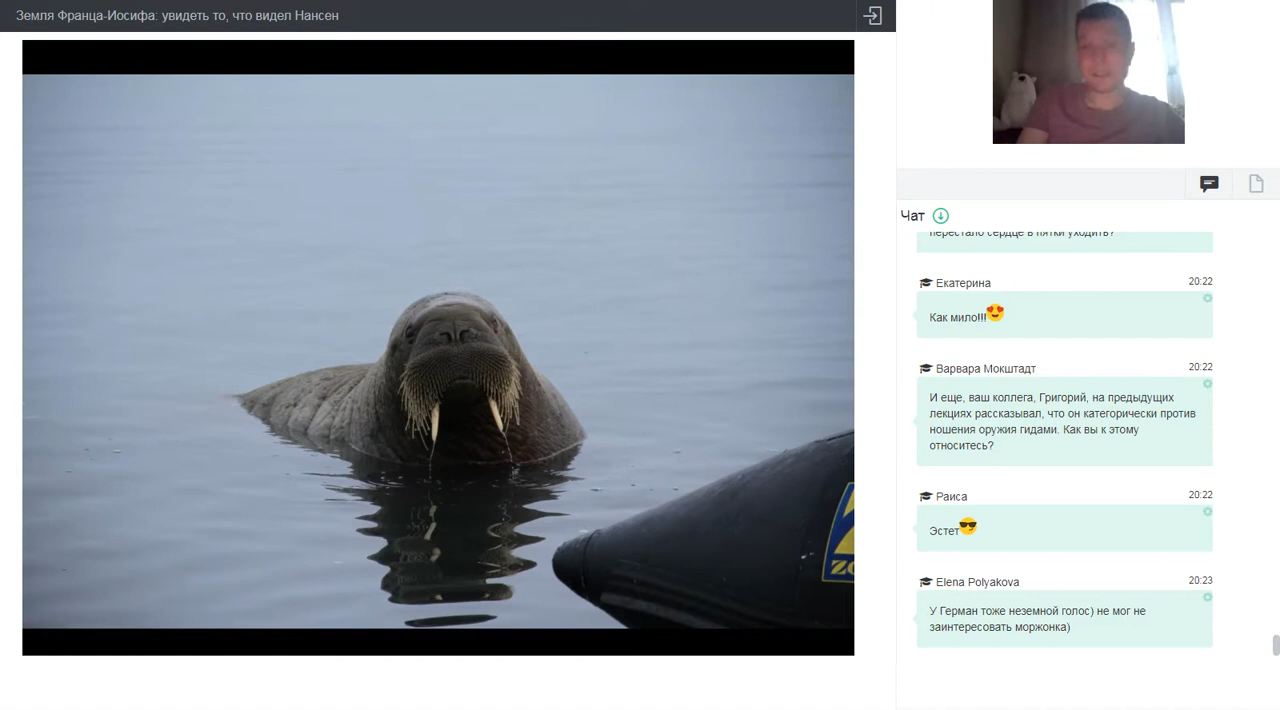 Земля Франца-Иосифа: увидеть то, что видел Нансен
Чат
перестало сердце в пятки уходить?
Екатерина 20:22
Как мило!!!😍
Варвара Мокштадт 20:22
И еще, ваш коллега, Григорий, на предыдущих
лекциях рассказывал, что он категорически против
ношения оружия гидами. Как вы к этому
относитесь?
Раиса 20:22
Эстет😎
Elena Polyakova 20:23
У Герман тоже неземной голос) не мог не
заинтересовать моржонка)
ZO